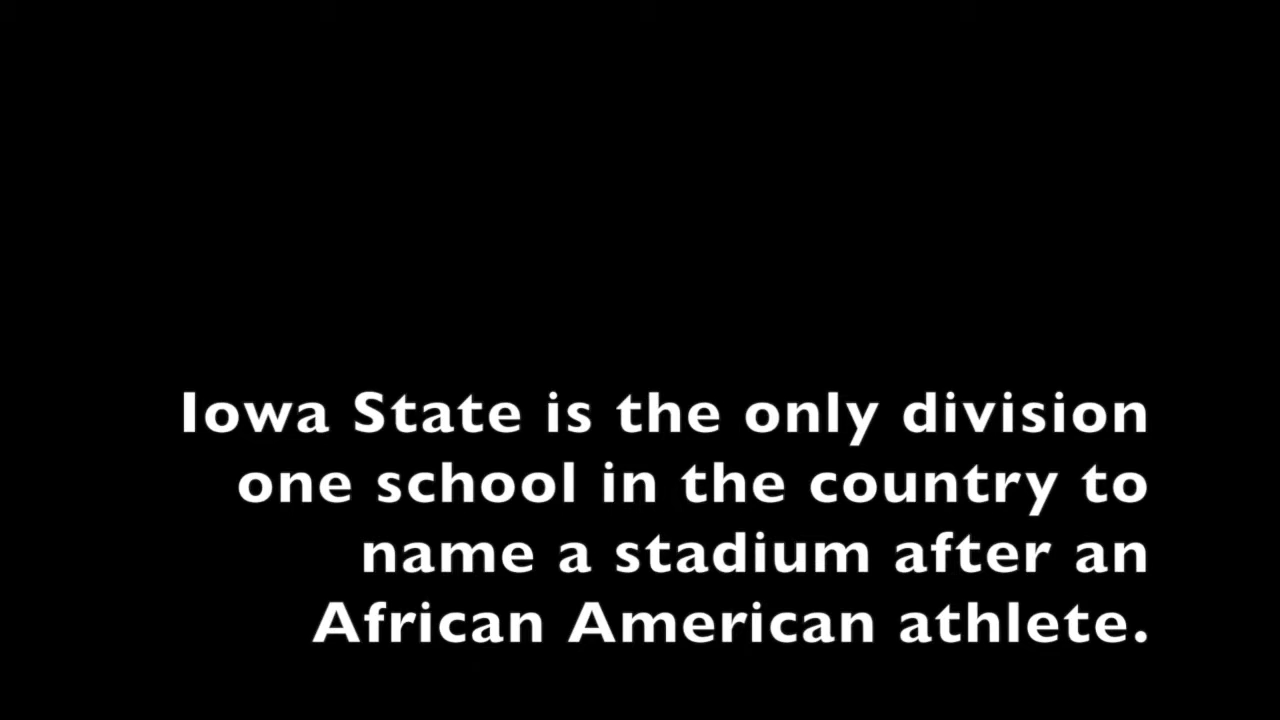 Iowa State is the only division
one school in the country to
name a stadium after an
African American athlete.